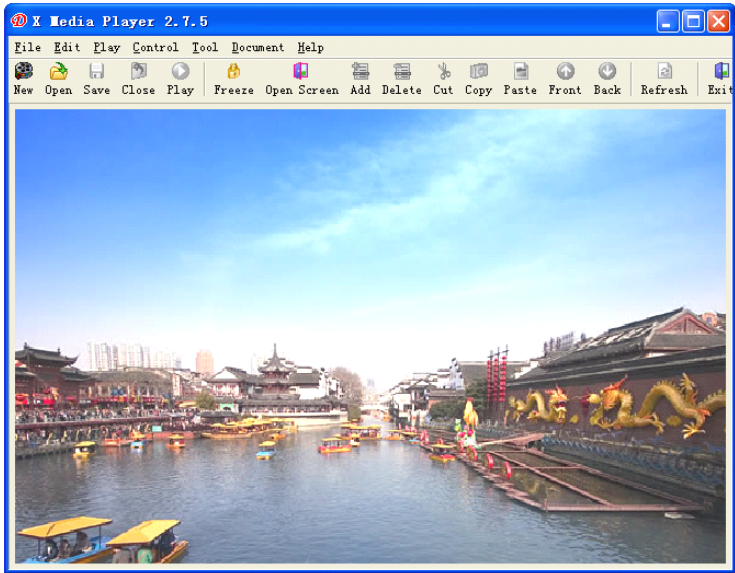 X Media Player 2.7.5
File Edit Play Control Tool Document Help
New Open Save Close Play Freeze Open Screen Add Delete Cut Copy Paste Front Back Refresh Exit